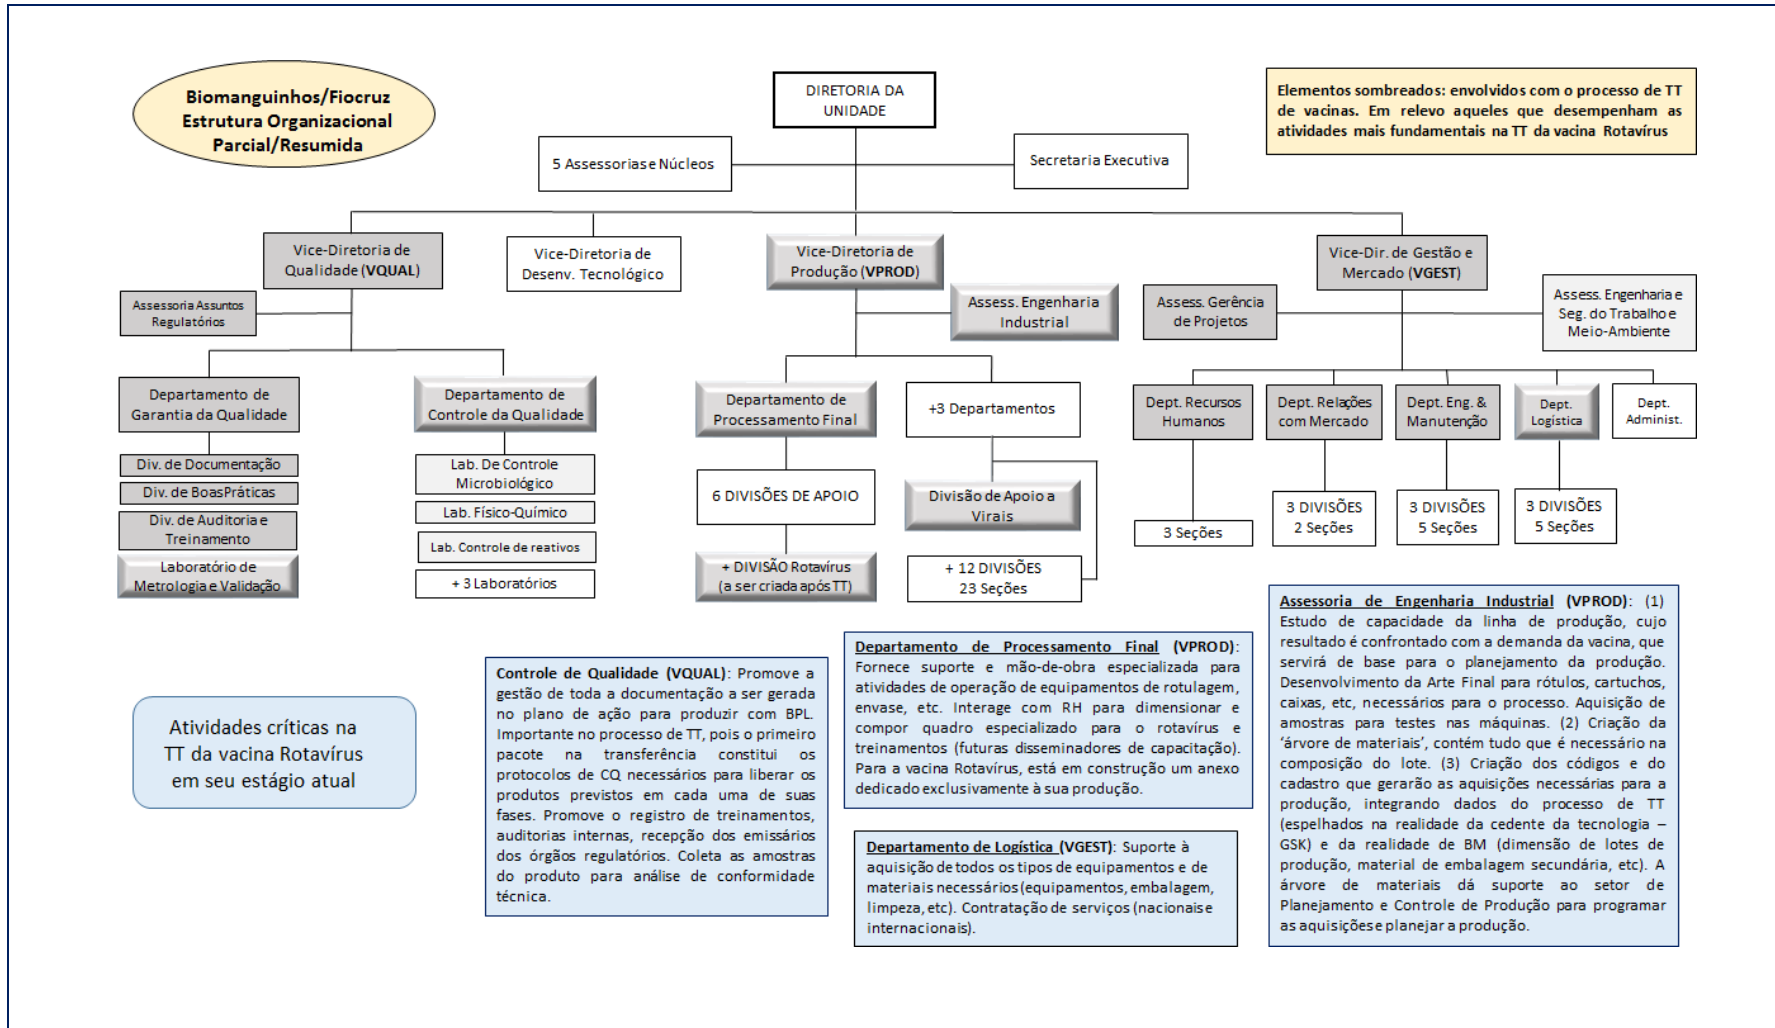 Biomanguinhos/Fiocruz
Estrutura Organizacional
Parcial/Resumida
DIRETORIA DA
UNIDADE
Elementos sombreados: envolvidos com o processo de TT
de vacinas. Em relevo aqueles que desempenham as
atividades mais fundamentais na TT da vacina Rotavírus
5 Assessorias e Núcleos
Secretaria Executiva
Vice-Diretoria de
Qualidade (VQUAL)
Vice-Diretoria de
Desenv. Tecnológico
Vice-Diretoria de
Produção (VPROD)
Vice-Dir. de Gestão e
Mercado (VGEST)
Assessoria Assuntos
Regulatórios
Assess. Engenharia
Industrial
Assess. Gerência
de Projetos
Assess. Engenharia e
Seg. do Trabalho e
Meio-Ambiente
Departamento de
Garantia da Qualidade
Departamento de
Controle da Qualidade
Departamento de
Processamento Final
+3 Departamentos
Dept. Recursos
Humanos
Dept. Relações
com Mercado
Dept. Eng. &
Manutenção
Dept.
Logística
Dept.
Administ.
Div. de Documentação
Div. de Boas Práticas
Div. de Auditoria e
Treinamento
Laboratório de
Metrologia e Validação
Lab. De Controle
Microbiológico
Lab. Físico-Químico
Lab. Controle de reativos
+ 3 Laboratórios
6 DIVISÕES DE APOIO
+ DIVISÃO Rotavírus
(a ser criada após TT)
Divisão de Apoio a
Virais
+ 12 DIVISÕES
23 Seções
3 Seções
3 DIVISÕES
2 Seções
3 DIVISÕES
5 Seções
3 DIVISÕES
5 Seções
Atividades críticas na
TT da vacina Rotavírus
em seu estágio atual
Controle de Qualidade (VQUAL): Promove a
gestão de toda a documentação a ser gerada
no plano de ação para produzir com BPL.
Importante no processo de TT, pois o primeiro
pacote na transferência constitui os
protocolos de CQ necessários para liberar os
produtos previstos em cada uma de suas
fases. Promove o registro de treinamentos,
auditorias internas, recepção dos emissários
dos órgãos regulatórios. Coleta as amostras
do produto para análise de conformidade
técnica.
Departamento de Processamento Final (VPROD):
Fornece suporte e mão-de-obra especializada para
atividades de operação de equipamentos de rotulagem,
envase, etc. Interage com RH para dimensionar e
compor quadro especializado para o rotavírus e
treinamentos (futuras disseminadores de capacitação).
Para a vacina Rotavírus, está em construção um anexo
dedicado exclusivamente à sua produção.
Departamento de Logística (VGEST): Suporte à
aquisição de todos os tipos de equipamentos e de
materiais necessários (equipamentos, embalagem,
limpeza, etc). Contratação de serviços (nacionais e
internacionais).
Assessoria de Engenharia Industrial (VPROD): (1)
Estudo de capacidade da linha de produção, cujo
resultado é confrontado com a demanda da vacina, que
servirá de base para o planejamento da produção.
Desenvolvimento da Arte Final para rótulos, cartuchos,
caixas, etc, necessários para o processo. Aquisição de
amostras para testes nas máquinas. (2) Criação da
‘árvore de materiais’, contém tudo que é necessário na
composição do lote. (3) Criação dos códigos e do
cadastro que gerarão as aquisições necessárias para a
produção, integrando dados do processo de TT
(espelhados na realidade da cedente da tecnologia –
GSK) e da realidade de BM (dimensão de lotes de
produção, material de embalagem secundária, etc). A
árvore de materiais dá suporte ao setor de
Planejamento e Controle de Produção para programar
as aquisições e planejar a produção.